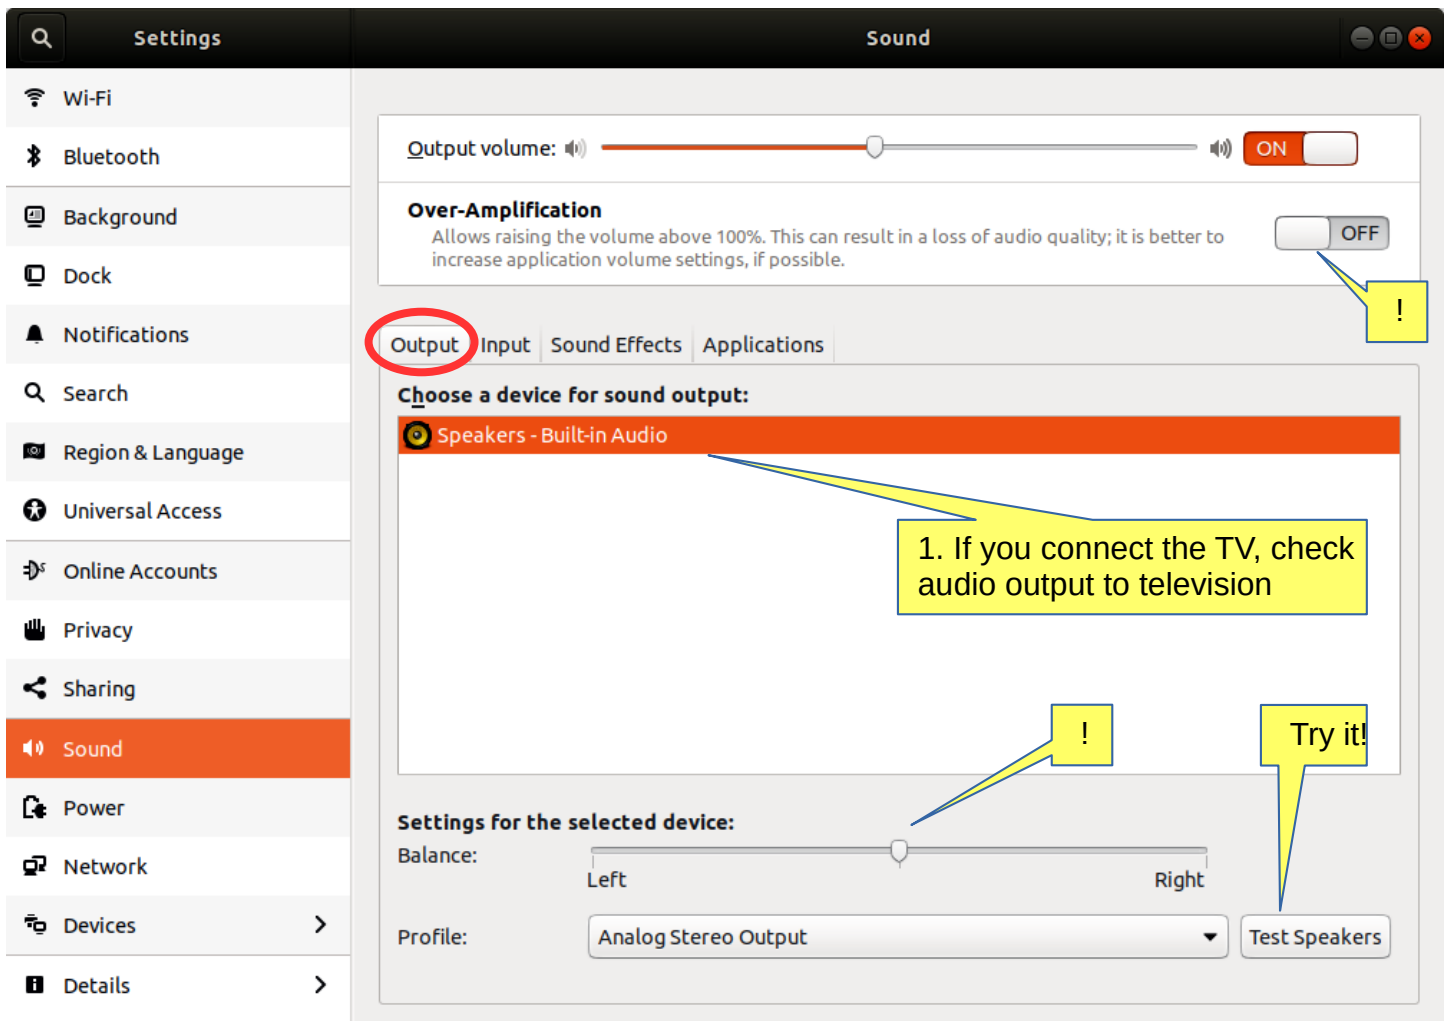 Settings
Sound
Wi-Fi
Bluetooth
Background
Dock
Notifications
Search
Region & Language
Universal Access
Online Accounts
Privacy
Sharing
Sound
Power
Network
Devices
Details
Output volume:
ON
Over-Amplification
Allows raising the volume above 100%. This can result in a loss of audio quality; it is better to
increase application volume settings, if possible.
OFF
!
Output
Input
Sound Effects
Applications
Choose a device for sound output:
Speakers - Built-in Audio
1. If you connect the TV, check
audio output to television
!
Try it!
Settings for the selected device:
Balance:
Left
Right
Profile:
Analog Stereo Output
Test Speakers